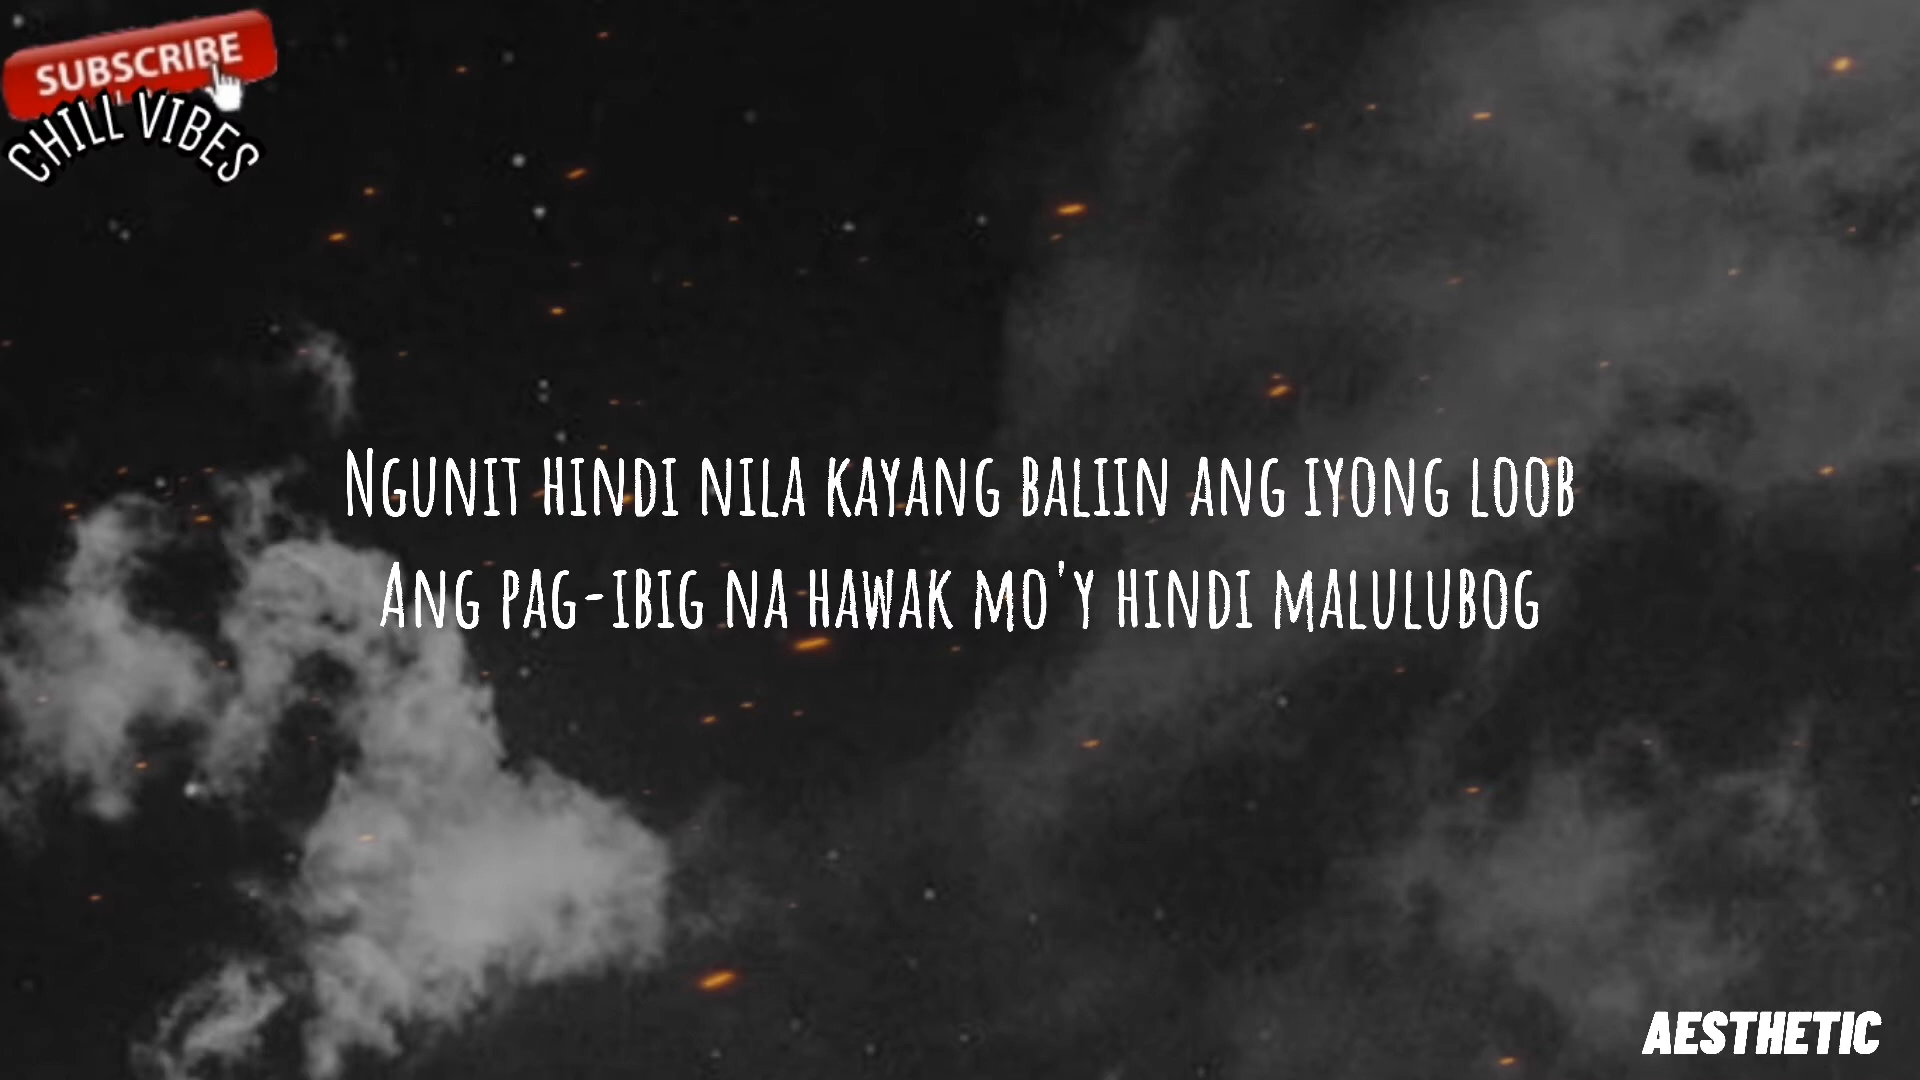 SUBSCRIBE
CHILL VIBES
Ngunit hindi nila kayang baliin ang iyong loob
Ang pag-ibig na hawak mo'y hindi malulubog
AESTHETIC